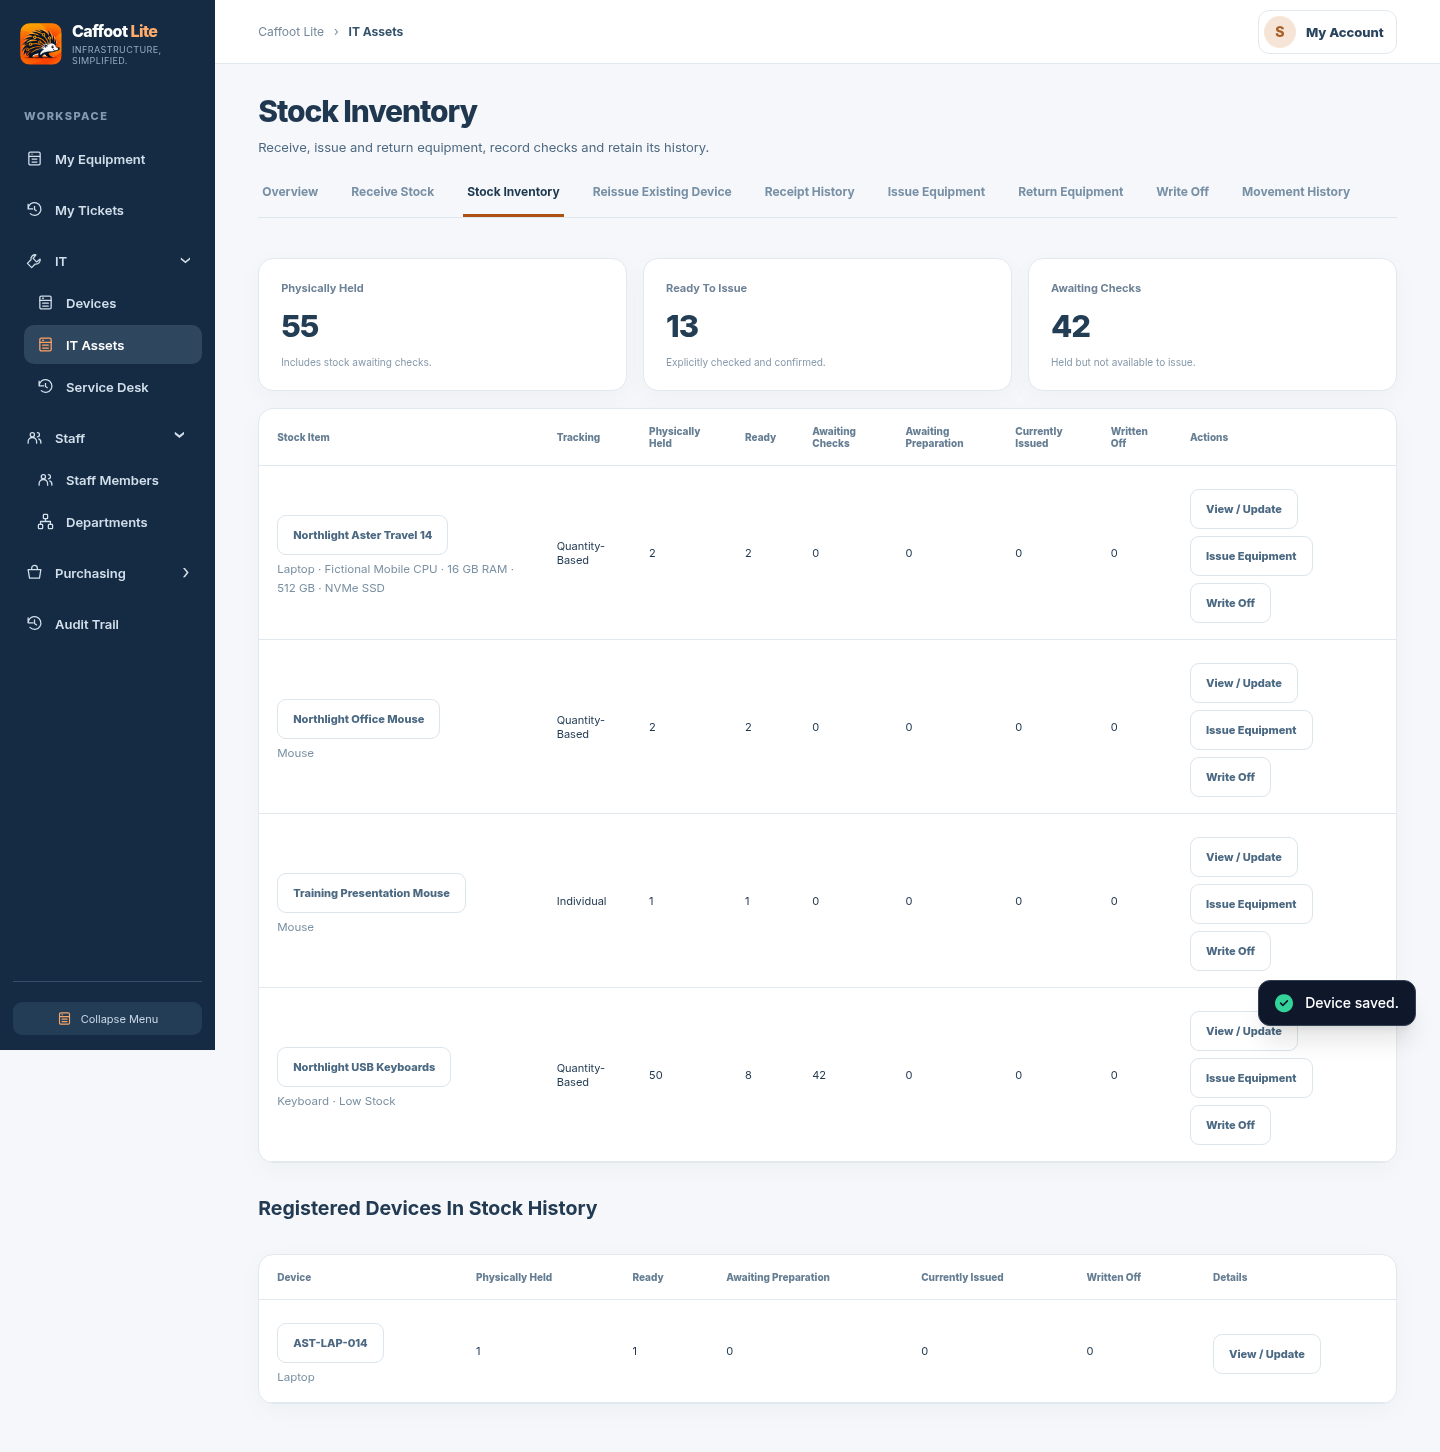 Caffoot Lite
INFRASTRUCTURE,
SIMPLIFIED.
WORKSPACE
My Equipment
My Tickets
IT
Devices
IT Assets
Service Desk
Staff
Staff Members
Departments
Purchasing
Audit Trail
Collapse Menu
Caffoot Lite › IT Assets
S My Account
Stock Inventory
Receive, issue and return equipment, record checks and retain its history.
Overview Receive Stock Stock Inventory Reissue Existing Device Receipt History Issue Equipment Return Equipment Write Off Movement History
Physically Held
55
Includes stock awaiting checks.
Ready To Issue
13
Explicitly checked and confirmed.
Awaiting Checks
42
Held but not available to issue.
Stock Item Tracking Physically Held Ready Awaiting Checks Awaiting Preparation Currently Issued Written Off Actions
Northlight Aster Travel 14
Laptop · Fictional Mobile CPU · 16 GB RAM ·
512 GB · NVMe SSD
Quantity-
Based
2 2 0 0 0 0
View / Update
Issue Equipment
Write Off
Northlight Office Mouse
Mouse
Quantity-
Based
2 2 0 0 0 0
View / Update
Issue Equipment
Write Off
Training Presentation Mouse
Mouse
Individual
1 1 0 0 0 0
View / Update
Issue Equipment
Write Off
Northlight USB Keyboards
Keyboard · Low Stock
Quantity-
Based
50 8 42 0 0 0
View / Update
Issue Equipment
Write Off
Device saved.
Registered Devices In Stock History
Device Physically Held Ready Awaiting Preparation Currently Issued Written Off Details
AST-LAP-014
Laptop
1 1 0 0 0
View / Update